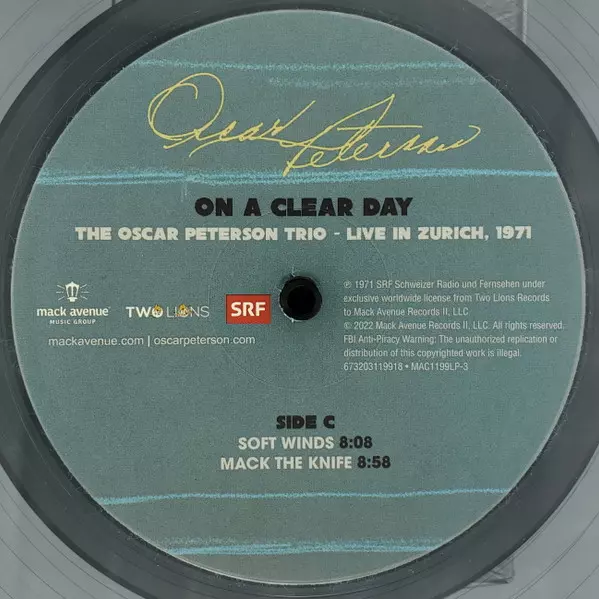 Oscar Peterson
ON A CLEAR DAY
THE OSCAR PETERSON TRIO - LIVE IN ZURICH, 1971
mack avenue®
MUSIC GROUP
TWO LIONS
SRF
mackavenue.com | oscarpeterson.com
℗ 1971 SRF Schweizer Radio und Fernsehen under
exclusive worldwide license from Two Lions Records
to Mack Avenue Records II, LLC
© 2022 Mack Avenue Records II, LLC. All rights reserved.
FBI Anti-Piracy Warning: The unauthorized replication or
distribution of this copyrighted work is illegal.
673203119918 • MAC1199LP-3
SIDE C
SOFT WINDS 8:08
MACK THE KNIFE 8:58